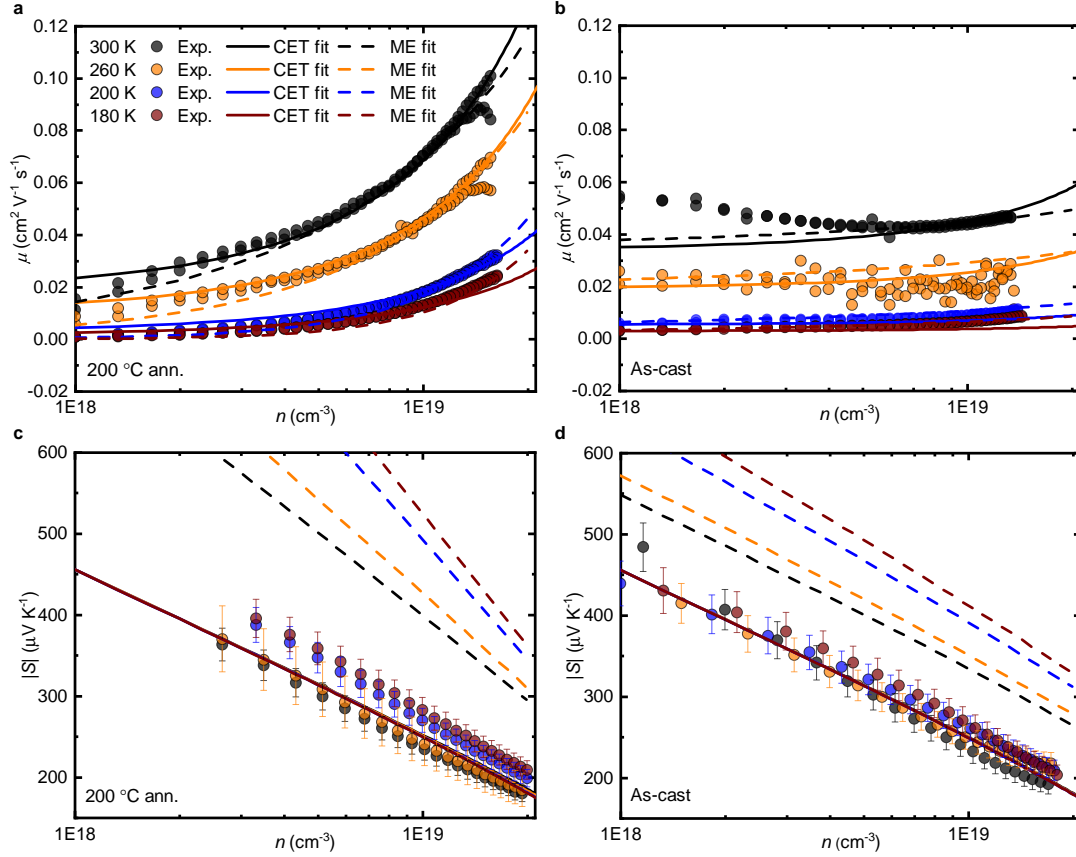 a
b
0.12
0.10
0.08
0.06
0.04
0.02
0.00
-0.02
μ (cm² V⁻¹ s⁻¹)
300 K Exp. CET fit ME fit
260 K Exp. CET fit ME fit
200 K Exp. CET fit ME fit
180 K Exp. CET fit ME fit
200 °C ann.
1E18
1E19
n (cm⁻³)
0.12
0.10
0.08
0.06
0.04
0.02
0.00
-0.02
μ (cm² V⁻¹ s⁻¹)
As-cast
1E18
1E19
n (cm⁻³)
c
d
600
500
400
300
200
|S| (μV K⁻¹)
200 °C ann.
1E18
1E19
n (cm⁻³)
600
500
400
300
200
|S| (μV K⁻¹)
As-cast
1E18
1E19
n (cm⁻³)